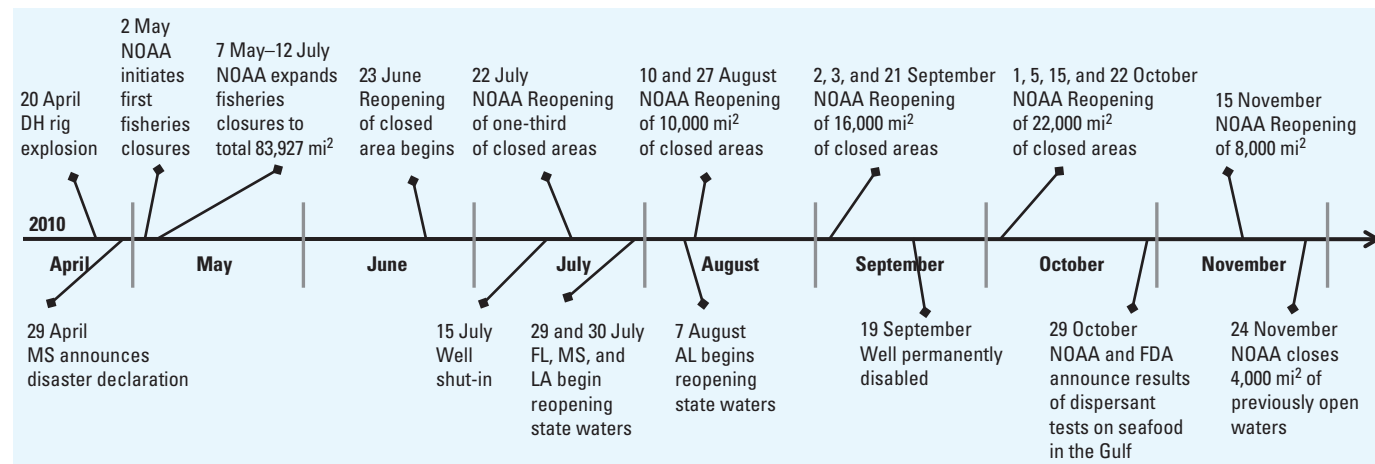 20 April
DH rig
explosion
2 May
NOAA
initiates
first
fisheries
closures
7 May–12 July
NOAA expands
fisheries
closures to
total 83,927 mi²
23 June
Reopening
of closed
area begins
22 July
NOAA Reopening
of one-third
of closed areas
10 and 27 August
NOAA Reopening
of 10,000 mi²
of closed areas
2, 3, and 21 September
NOAA Reopening
of 16,000 mi²
of closed areas
1, 5, 15, and 22 October
NOAA Reopening
of 22,000 mi²
of closed areas
15 November
NOAA Reopening
of 8,000 mi²
2010
April
May
June
July
August
September
October
November
29 April
MS announces
disaster declaration
15 July
Well
shut-in
29 and 30 July
FL, MS, and
LA begin
reopening
state waters
7 August
AL begins
reopening
state waters
19 September
Well permanently
disabled
29 October
NOAA and FDA
announce results
of dispersant
tests on seafood
in the Gulf
24 November
NOAA closes
4,000 mi² of
previously open
waters